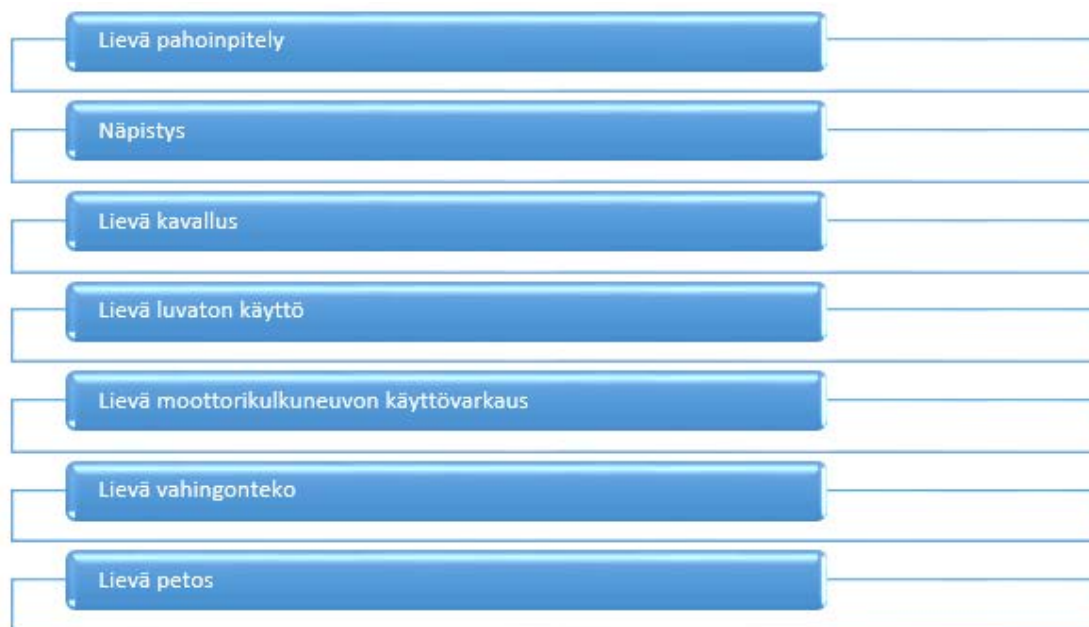 Lievä pahoinpitely
Näpistys
Lievä kavallus
Lievä luvaton käyttö
Lievä moottorikulkuneuvon käyttövarkaus
Lievä vahingonteko
Lievä petos